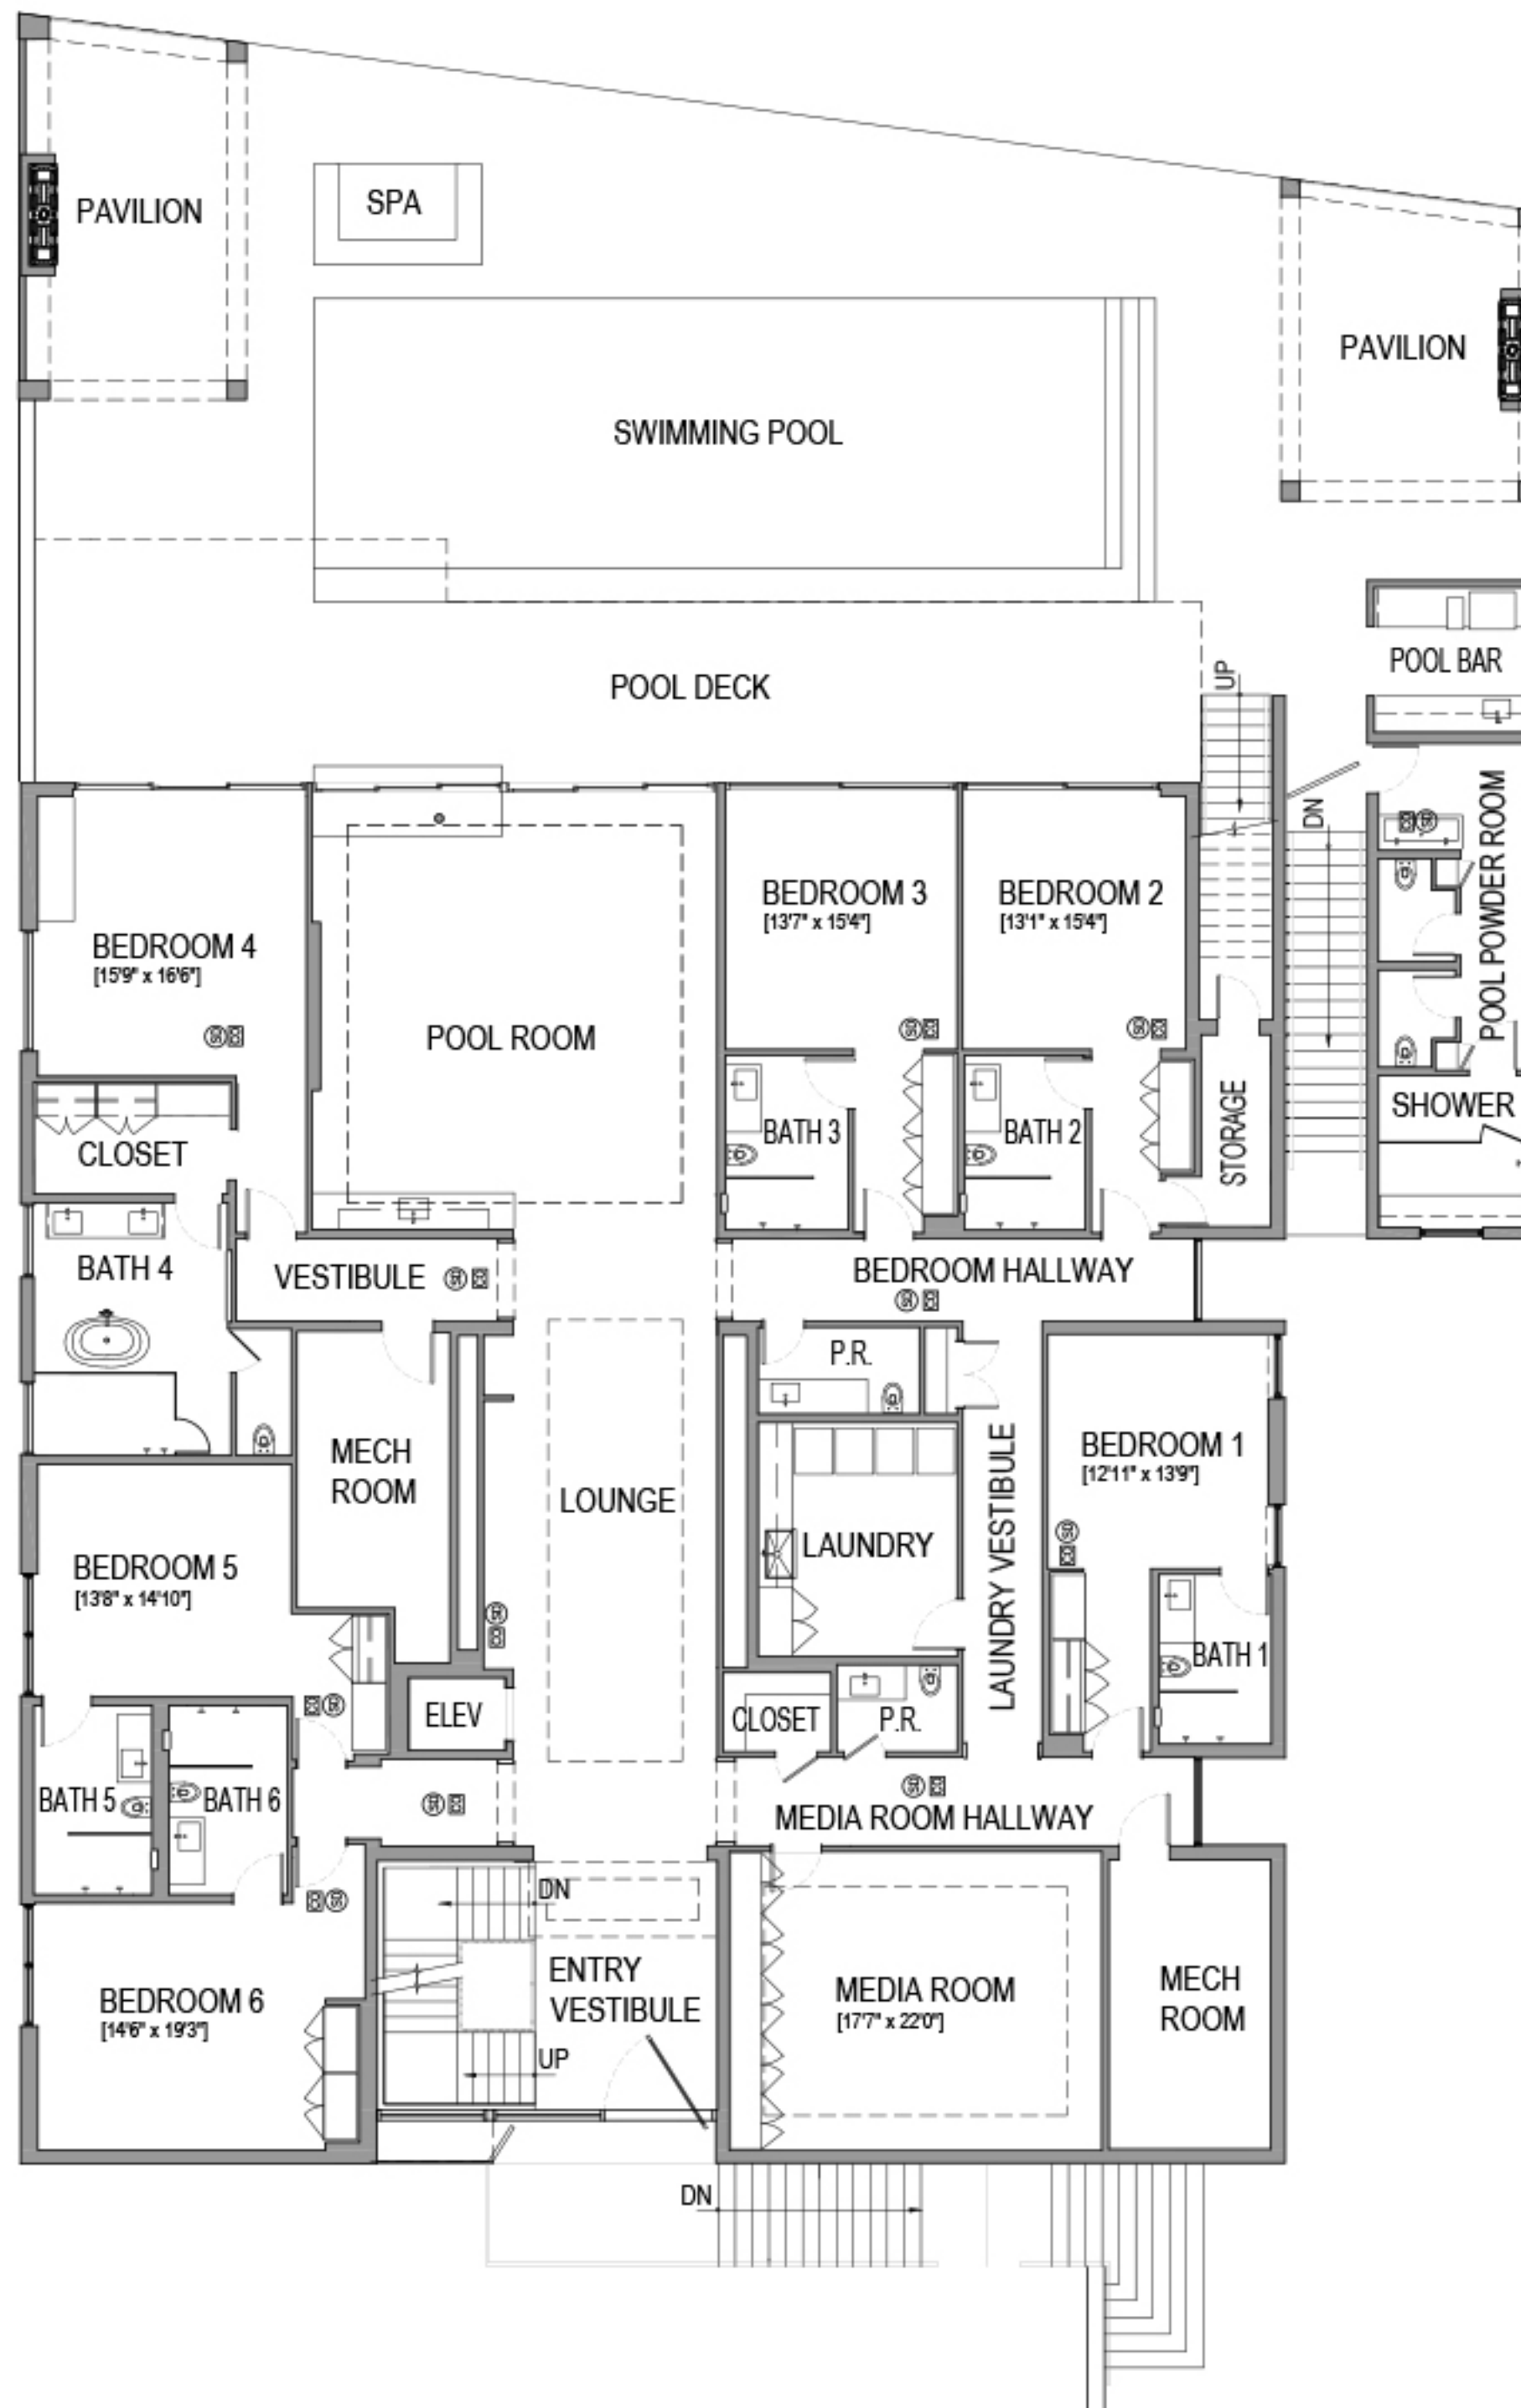 PAVILION
SPA
PAVILION
SWIMMING POOL
POOL BAR
UP
POOL DECK
DN
POOL POWDER ROOM
BEDROOM 3
[13'7" x 15'4"]
BEDROOM 2
[13'1" x 15'4"]
BEDROOM 4
[15'9" x 16'6"]
POOL ROOM
SHOWER
BATH 3
BATH 2
STORAGE
CLOSET
BATH 4
VESTIBULE
BEDROOM HALLWAY
P.R.
MECH
ROOM
LOUNGE
LAUNDRY
LAUNDRY VESTIBULE
BEDROOM 1
[12'11" x 13'9"]
BEDROOM 5
[13'8" x 14'10"]
BATH 1
ELEV
CLOSET
P.R.
BATH 5
BATH 6
MEDIA ROOM HALLWAY
DN
ENTRY
VESTIBULE
UP
BEDROOM 6
[14'6" x 19'3"]
MEDIA ROOM
[17'7" x 22'0"]
MECH
ROOM
DN